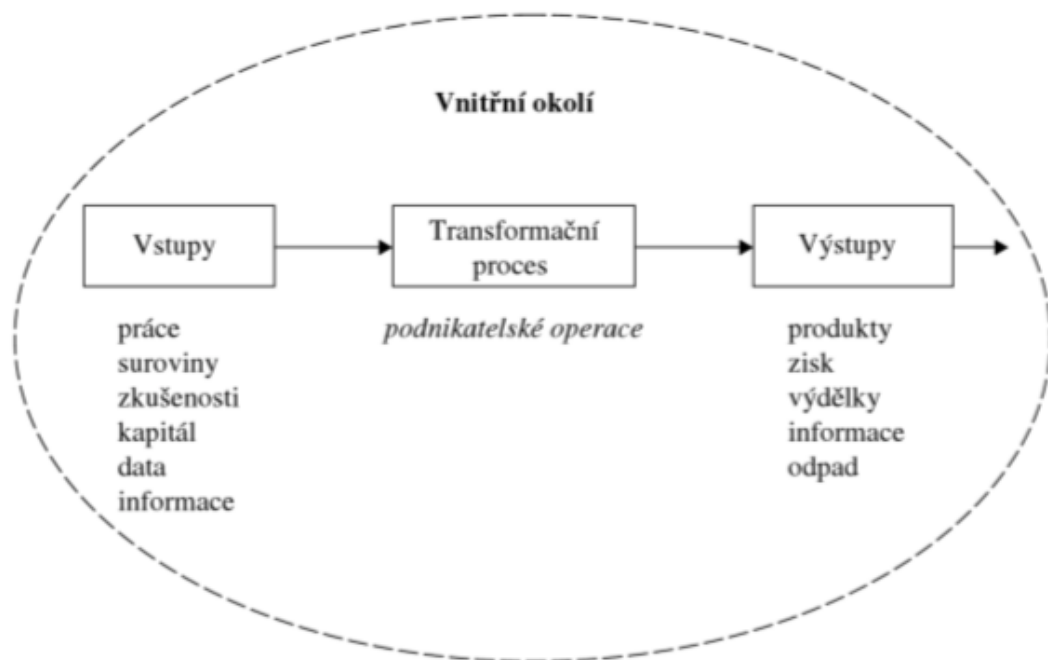 Vnitřní okolí
Vstupy
Transformační
proces
Výstupy
práce
suroviny
zkušenosti
kapitál
data
informace
podnikatelské operace
produkty
zisk
výdělky
informace
odpad